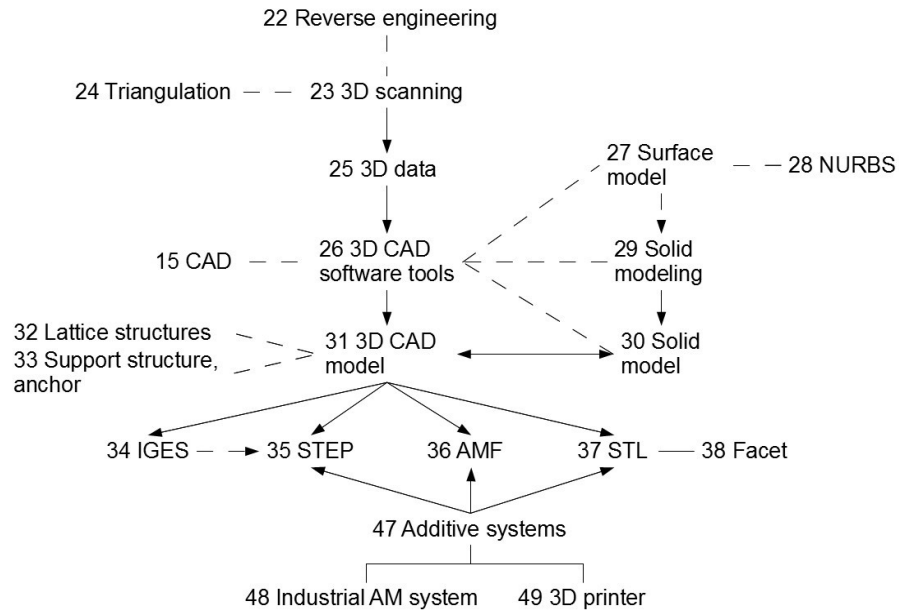 22 Reverse engineering
24 Triangulation
23 3D scanning
25 3D data
27 Surface
model
28 NURBS
15 CAD
26 3D CAD
software tools
29 Solid
modeling
32 Lattice structures
33 Support structure,
anchor
31 3D CAD
model
30 Solid
model
34 IGES
35 STEP
36 AMF
37 STL
38 Facet
47 Additive systems
48 Industrial AM system
49 3D printer